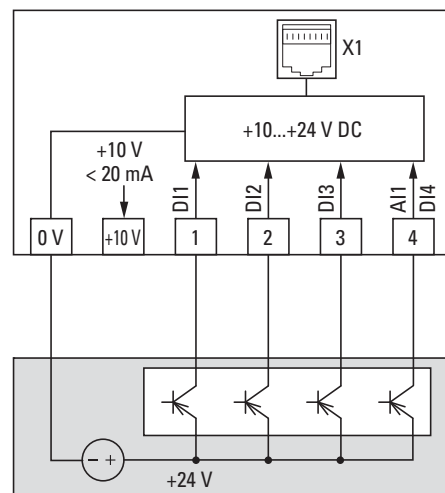 X1
+10...+24 V DC
+10 V
< 20 mA
DI1
DI2
DI3
AI1
DI4
0 V
+10 V
1
2
3
4
- +
+24 V